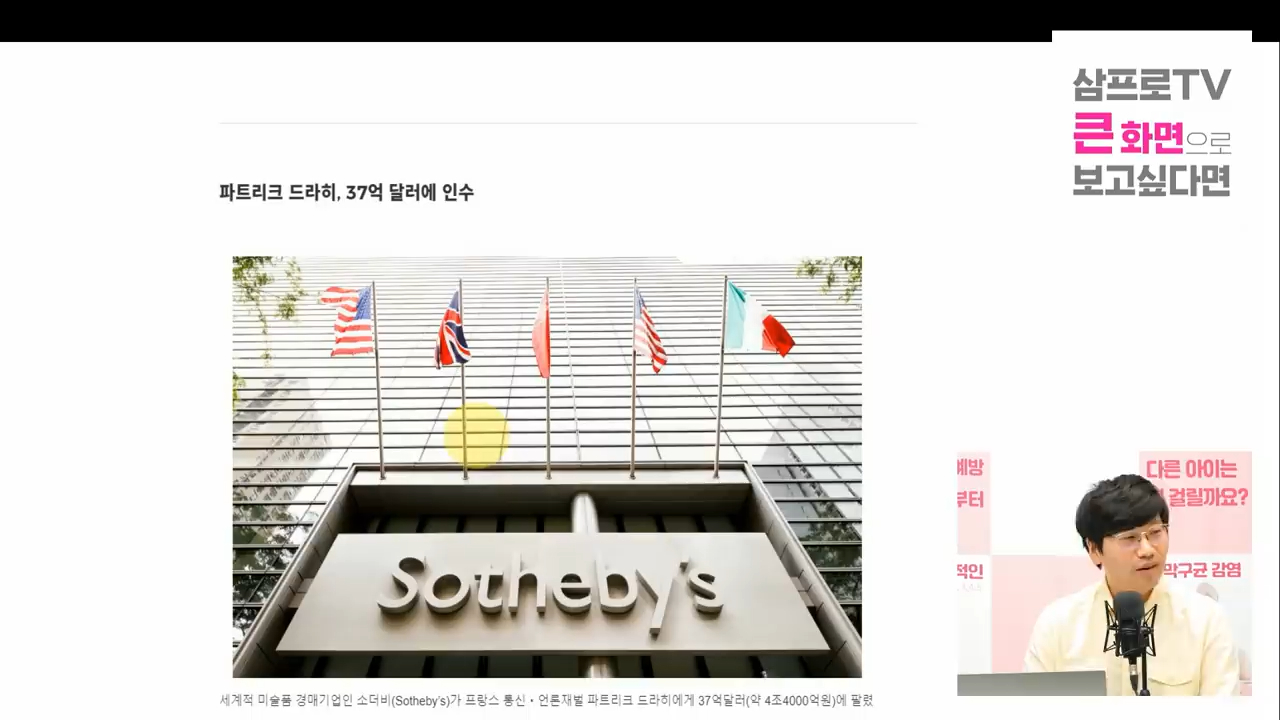 삼프로TV
큰 화면으로
보고싶다면
파트리크 드라히, 37억 달러에 인수
Sotheby's
세계적 미술품 경매기업인 소더비(Sotheby's)가 프랑스 통신·언론재벌 파트리크 드라히에게 37억달러(약 4조4000억원)에 팔렸
예방
부터
적인
다른 아이는
걸릴까요?
막구균 감염